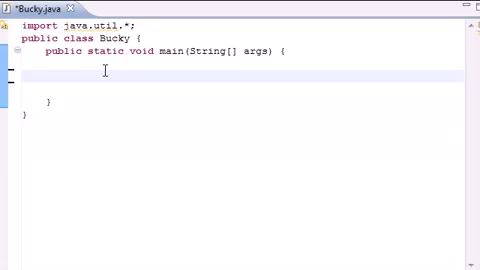 *Bucky.java
import java.util.*;
public class Bucky {
public static void main(String[] args) {
}
}